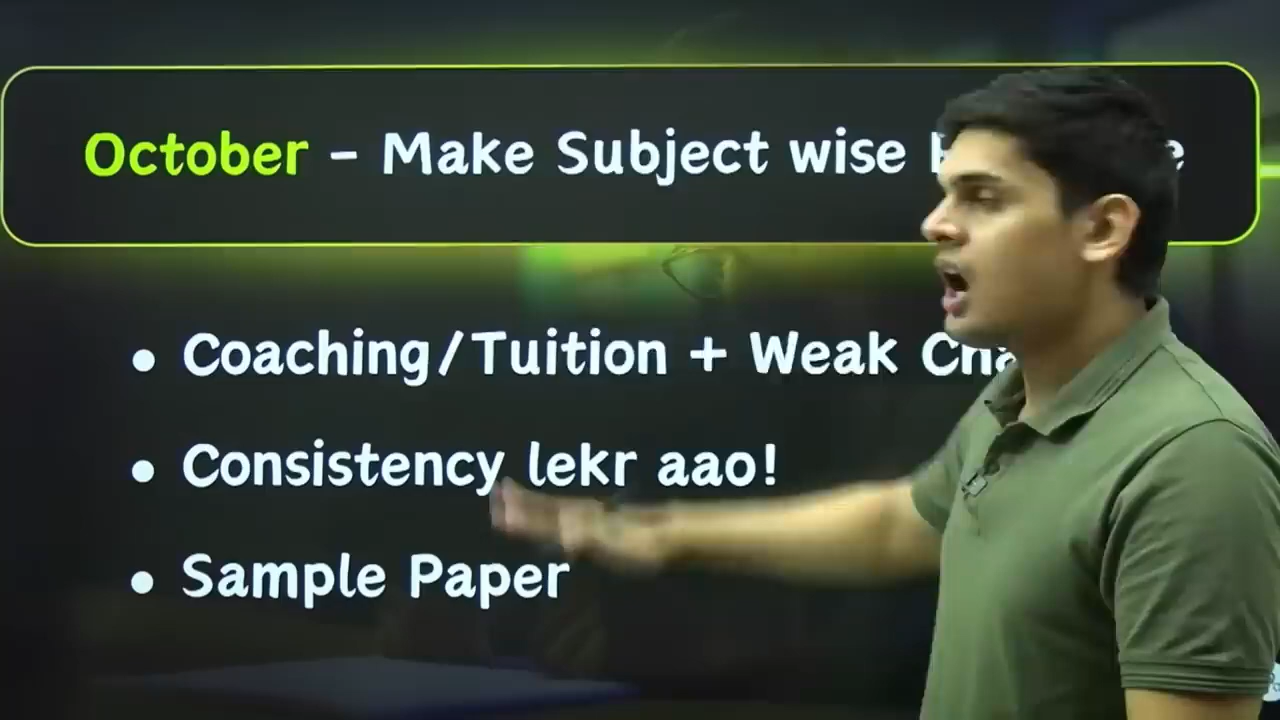 October - Make Subject wise
• Coaching/Tuition + Weak
• Consistency lekr aao!
• Sample Paper